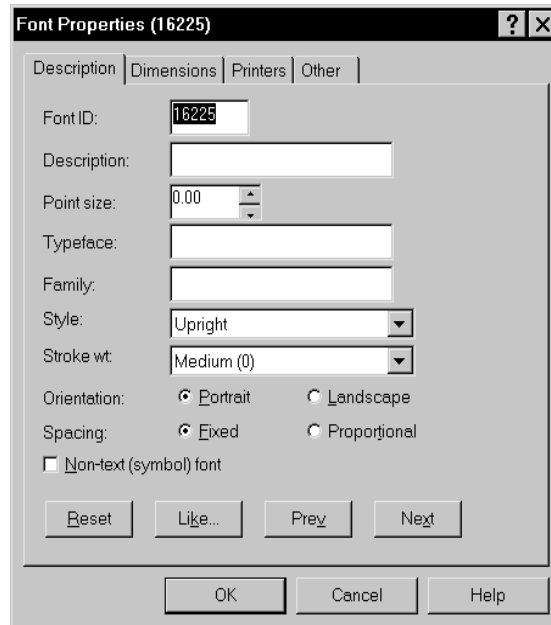 Font Properties (16225)
Description Dimensions Printers Other
Font ID: 16225
Description:
Point size: 0.00
Typeface:
Family:
Style: Upright
Stroke wt: Medium (0)
Orientation: Portrait Landscape
Spacing: Fixed Proportional
Non-text (symbol) font
Reset Like... Prev Next
OK Cancel Help